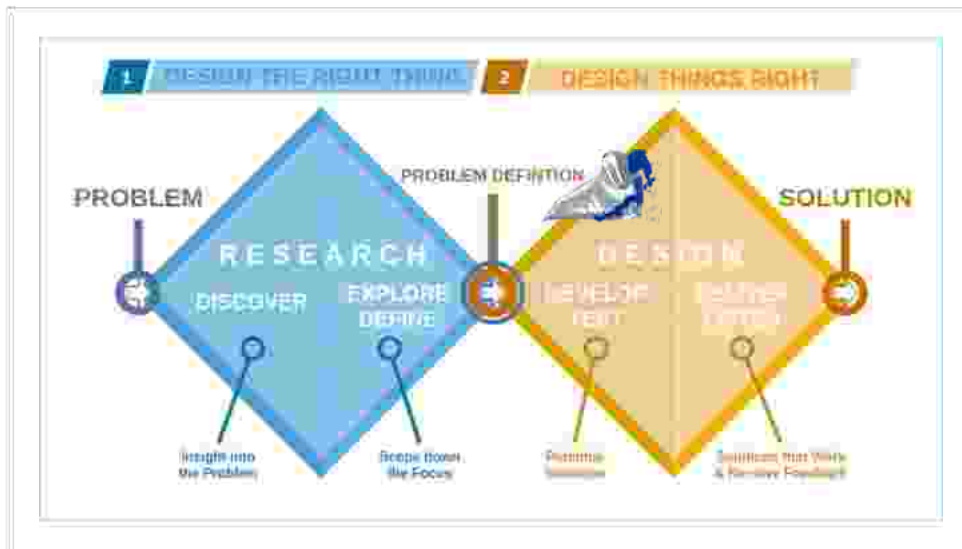 1 DESIGN THE RIGHT THING
2 DESIGN THINGS RIGHT
PROBLEM
PROBLEM DEFINTION
SOLUTION
RESEARCH
DISCOVER
EXPLORE
DEFINE
DESIGN
DEVELOP
TEST
Insight into
the Problem
Scope down
the Focus
Potential
Solutions that Work
& Receive Feedback